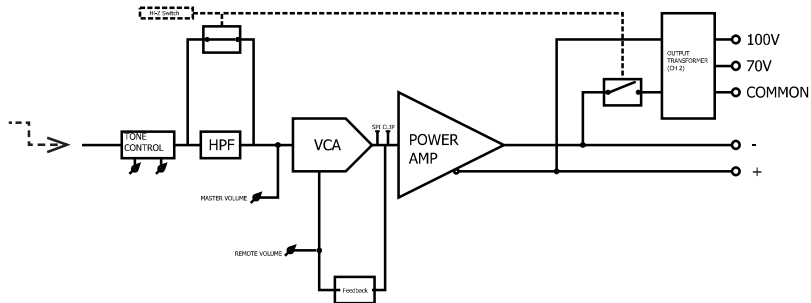 Hi-Z Switch
OUTPUT
TRANSFORMER
(CH 2)
100V
70V
COMMON
TONE
CONTROL
HPF
VCA
SPI CLIP
POWER
AMP
-
+
MASTER VOLUME
REMOTE VOLUME
Feedback